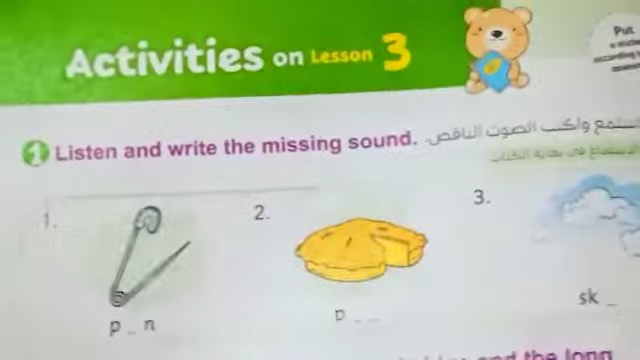 Activities on Lesson 3
Put
1 Listen and write the missing sound. استمع واكتب الصوت الناقص.
1.
2.
3.
p _ n
p _ _
sk _
and the long